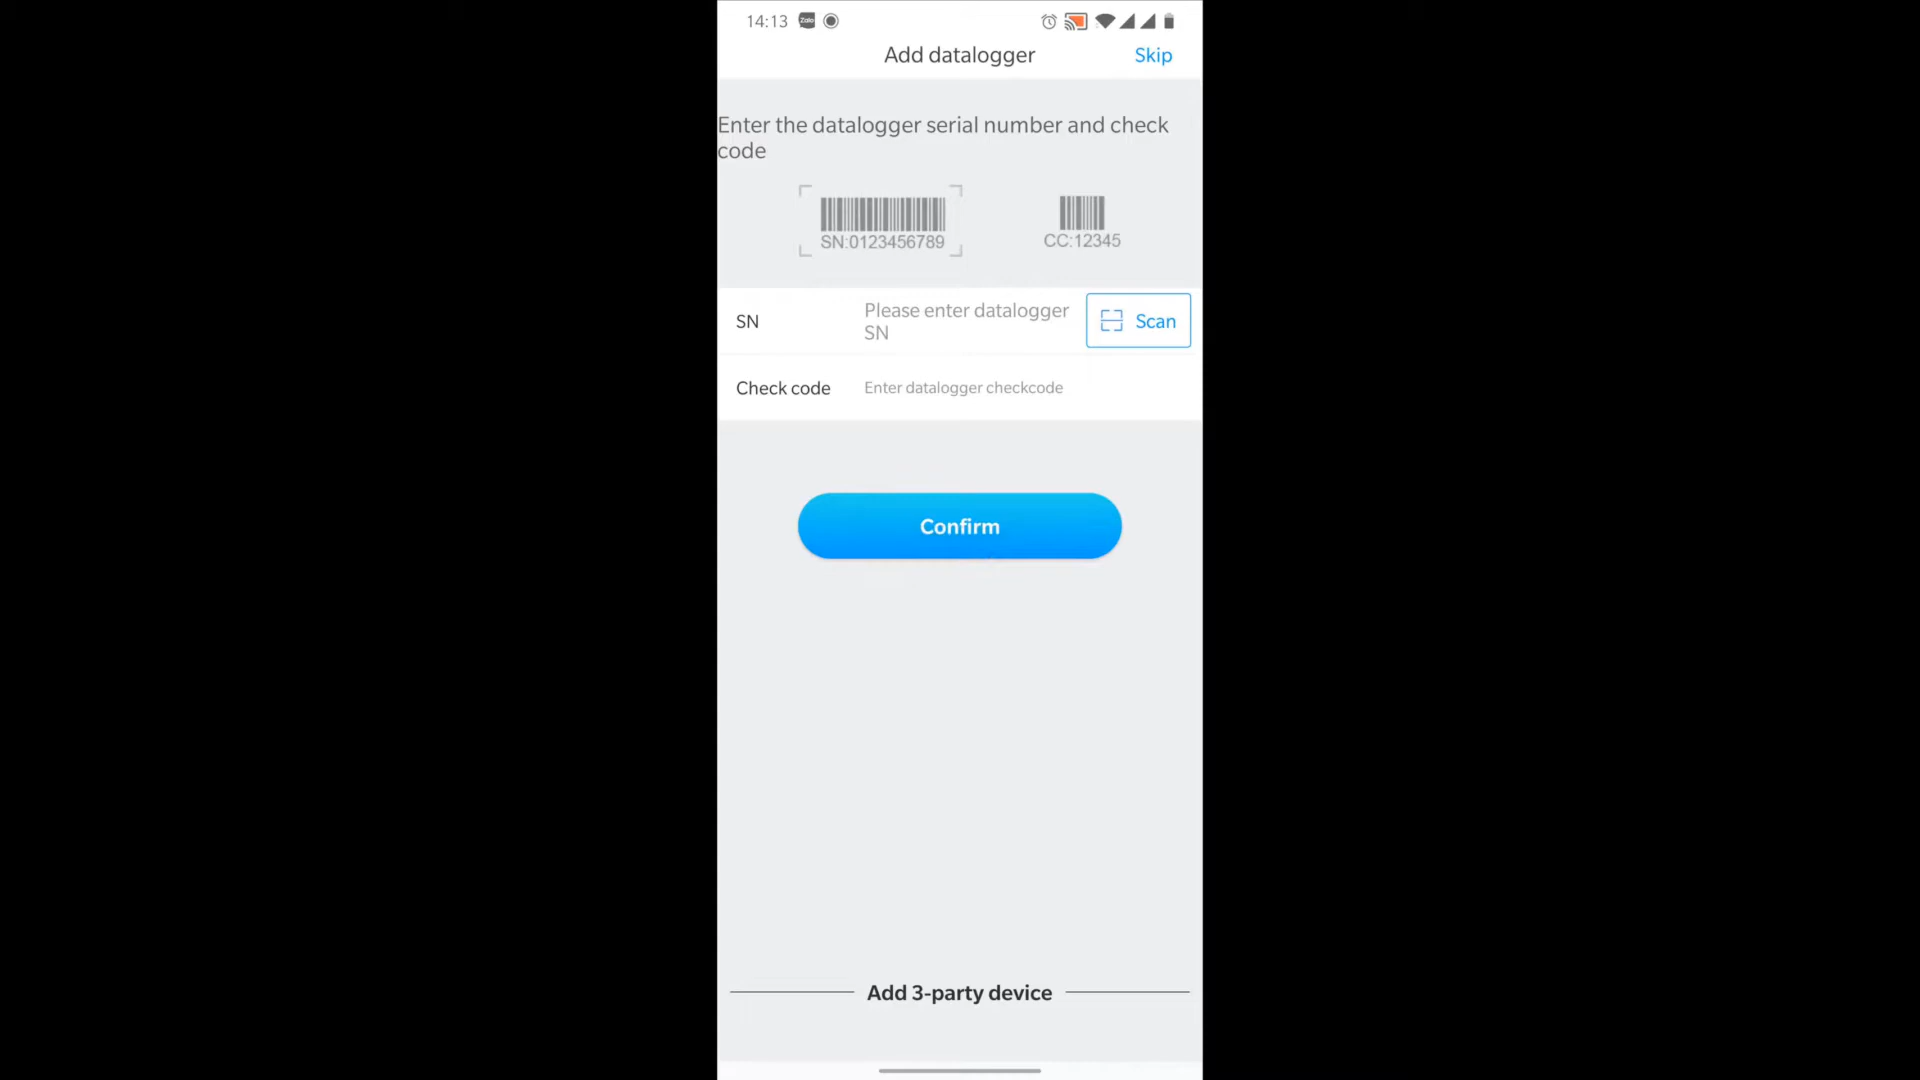 14:13 Zalo
Add datalogger
Skip
Enter the datalogger serial number and check
code
SN:0123456789
CC:12345
SN
Please enter datalogger
SN
Scan
Check code
Enter datalogger checkcode
Confirm
Add 3-party device